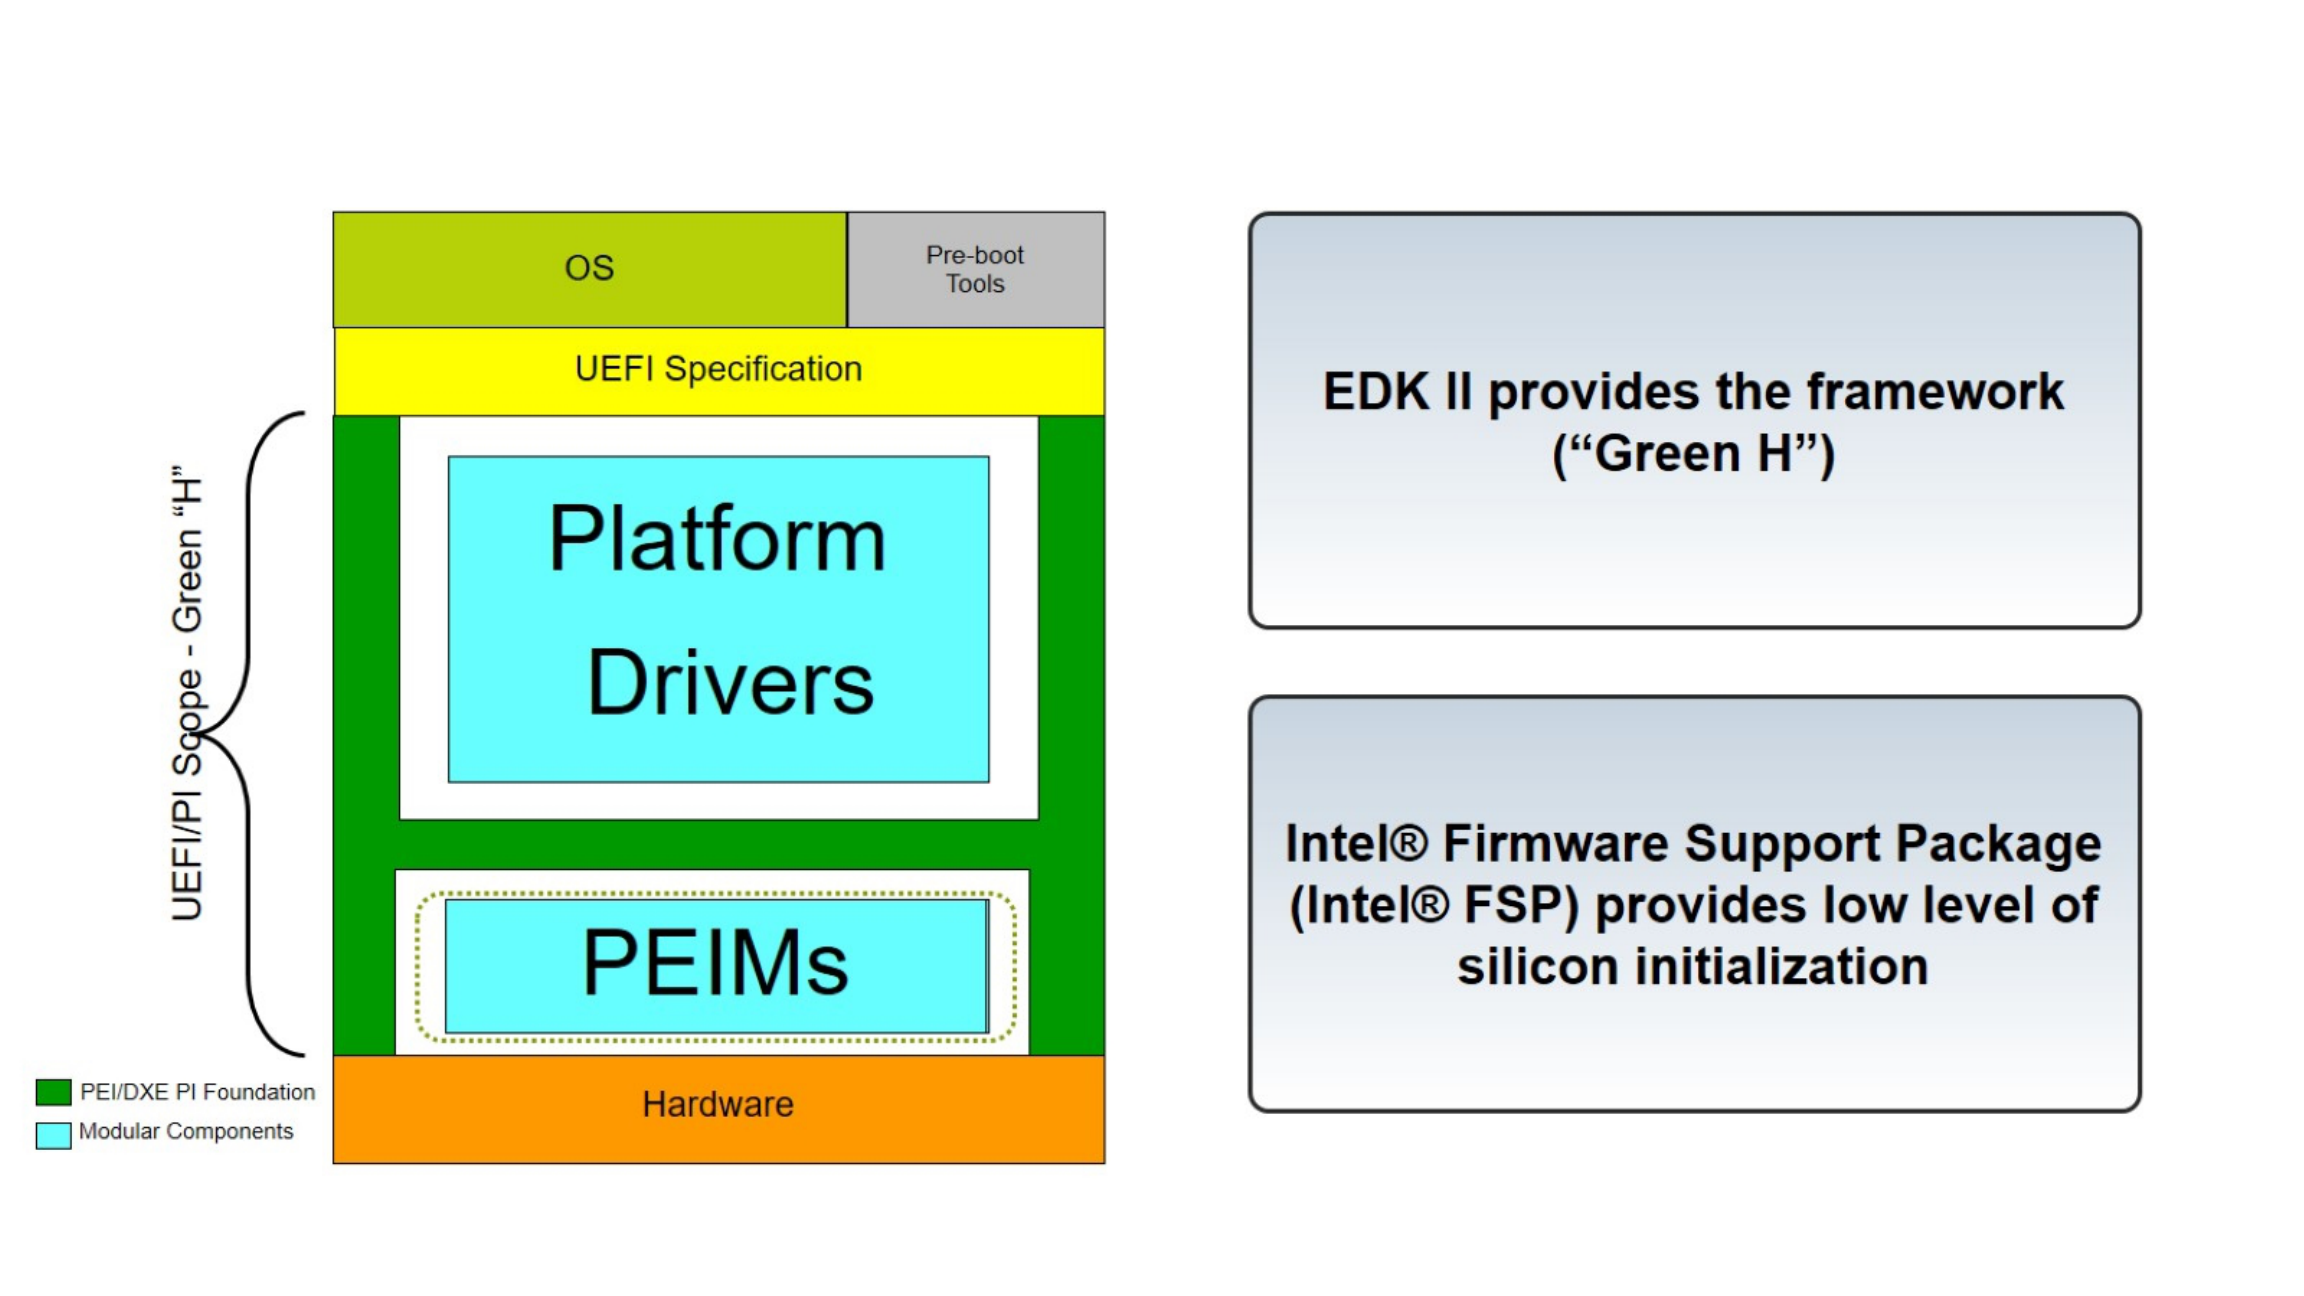 OS
Pre-boot
Tools
UEFI Specification
UEFI/PI Scope - Green “H”
Platform
Drivers
PEIMs
Hardware
PEI/DXE PI Foundation
Modular Components
EDK II provides the framework
(“Green H”)
Intel® Firmware Support Package
(Intel® FSP) provides low level of
silicon initialization